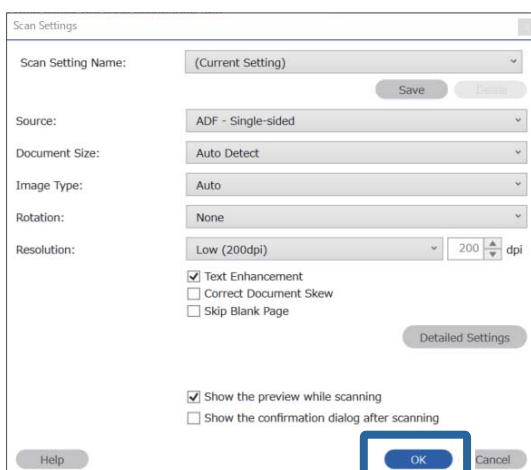 Scan Settings
Scan Setting Name: (Current Setting)
Save Delete
Source: ADF - Single-sided
Document Size: Auto Detect
Image Type: Auto
Rotation: None
Resolution: Low (200dpi) 200 dpi
Text Enhancement
Correct Document Skew
Skip Blank Page
Detailed Settings
Show the preview while scanning
Show the confirmation dialog after scanning
Help OK Cancel